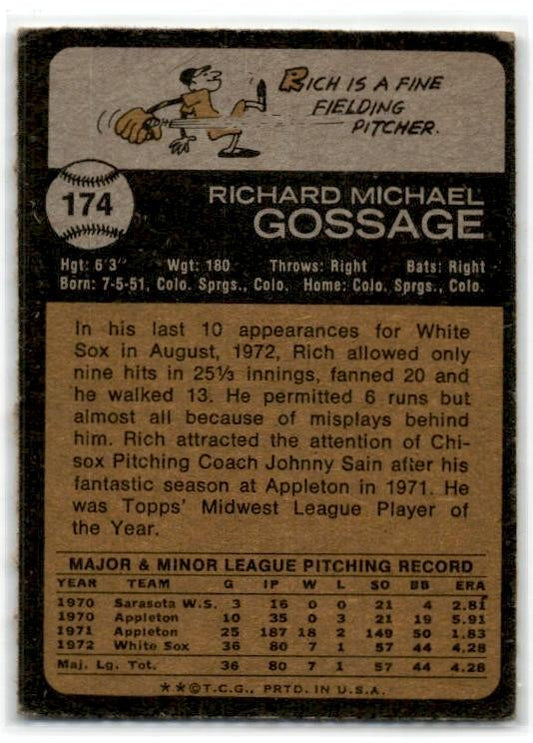 RICH IS A FINE
FIELDING
PITCHER.
174
RICHARD MICHAEL
GOSSAGE
Hgt: 6'3" Wgt: 180 Throws: Right Bats: Right
Born: 7-5-51, Colo. Sprgs., Colo. Home: Colo. Sprgs., Colo.
In his last 10 appearances for White
Sox in August, 1972, Rich allowed only
nine hits in 25⅓ innings, fanned 20 and
he walked 13. He permitted 6 runs but
almost all because of misplays behind
him. Rich attracted the attention of Chi-
sox Pitching Coach Johnny Sain after his
fantastic season at Appleton in 1971. He
was Topps' Midwest League Player of
the Year.
MAJOR & MINOR LEAGUE PITCHING RECORD
YEAR TEAM G IP W L SO BB ERA
1970 Sarasota W.S. 3 16 0 0 21 4 2.81
1970 Appleton 10 35 0 3 21 19 5.91
1971 Appleton 25 187 18 2 149 50 1.83
1972 White Sox 36 80 7 1 57 44 4.28
Maj. Lg. Tot. 36 80 7 1 57 44 4.28
**©T.C.G., PRTD. IN U.S.A.